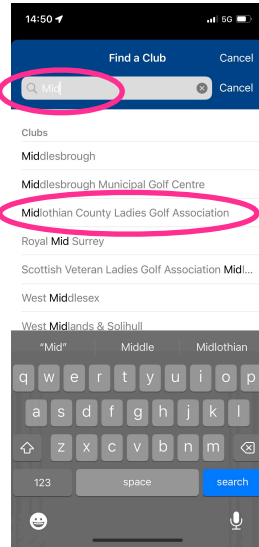 14:50
5G
Find a Club
Cancel
Mid
Cancel
Clubs
Middlesbrough
Middlesbrough Municipal Golf Centre
Midlothian County Ladies Golf Association
Royal Mid Surrey
Scottish Veteran Ladies Golf Association Midl...
West Middlesex
West Midlands & Solihull
"Mid" Middle Midlothian
q w e r t y u i o p
a s d f g h j k l
z x c v b n m
123 space search